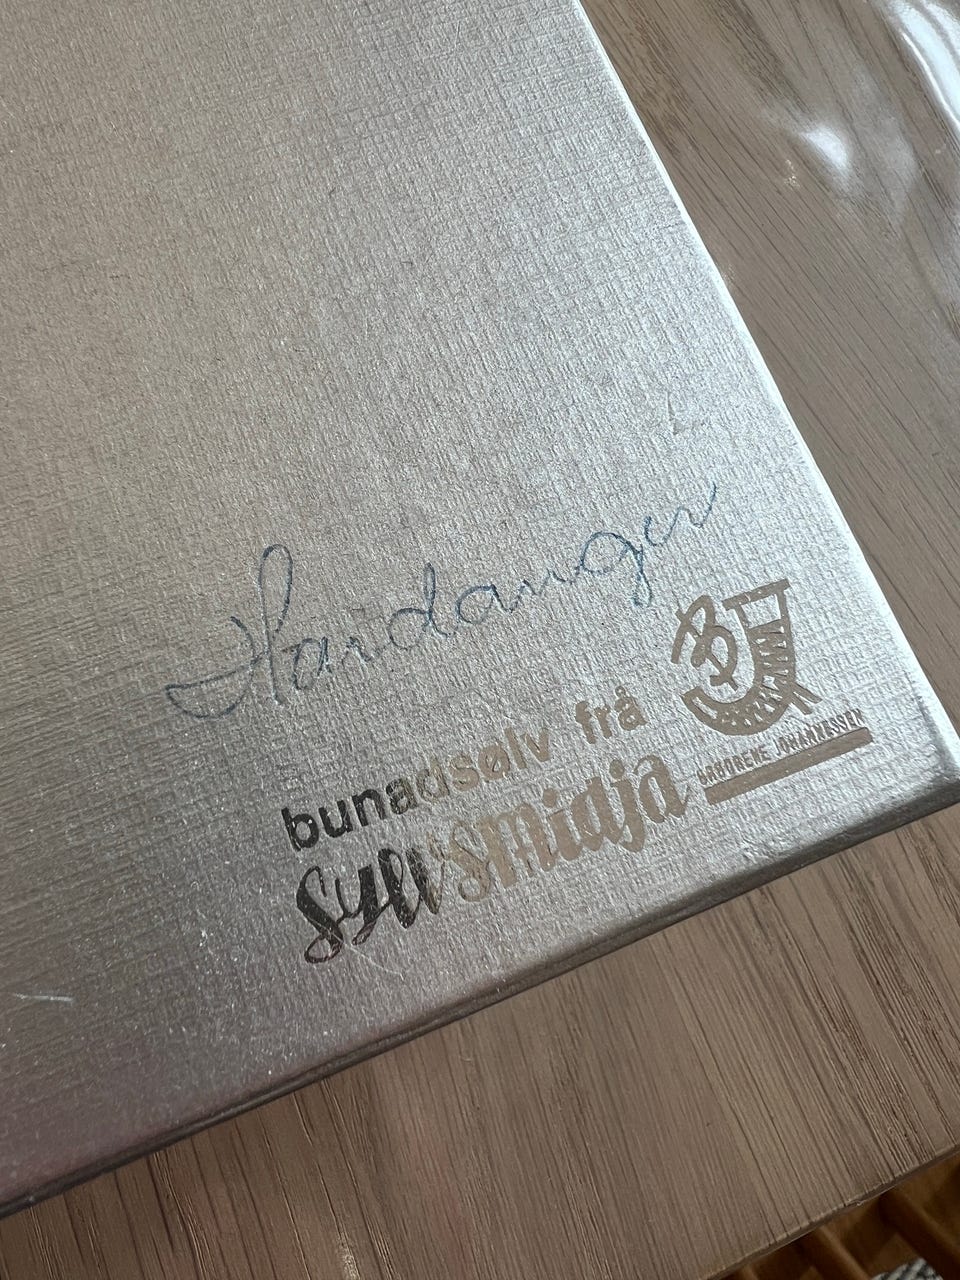 Hardanger
bunadsølv frå
sylvsmidja
BRØDRENE JOHANNESSEN